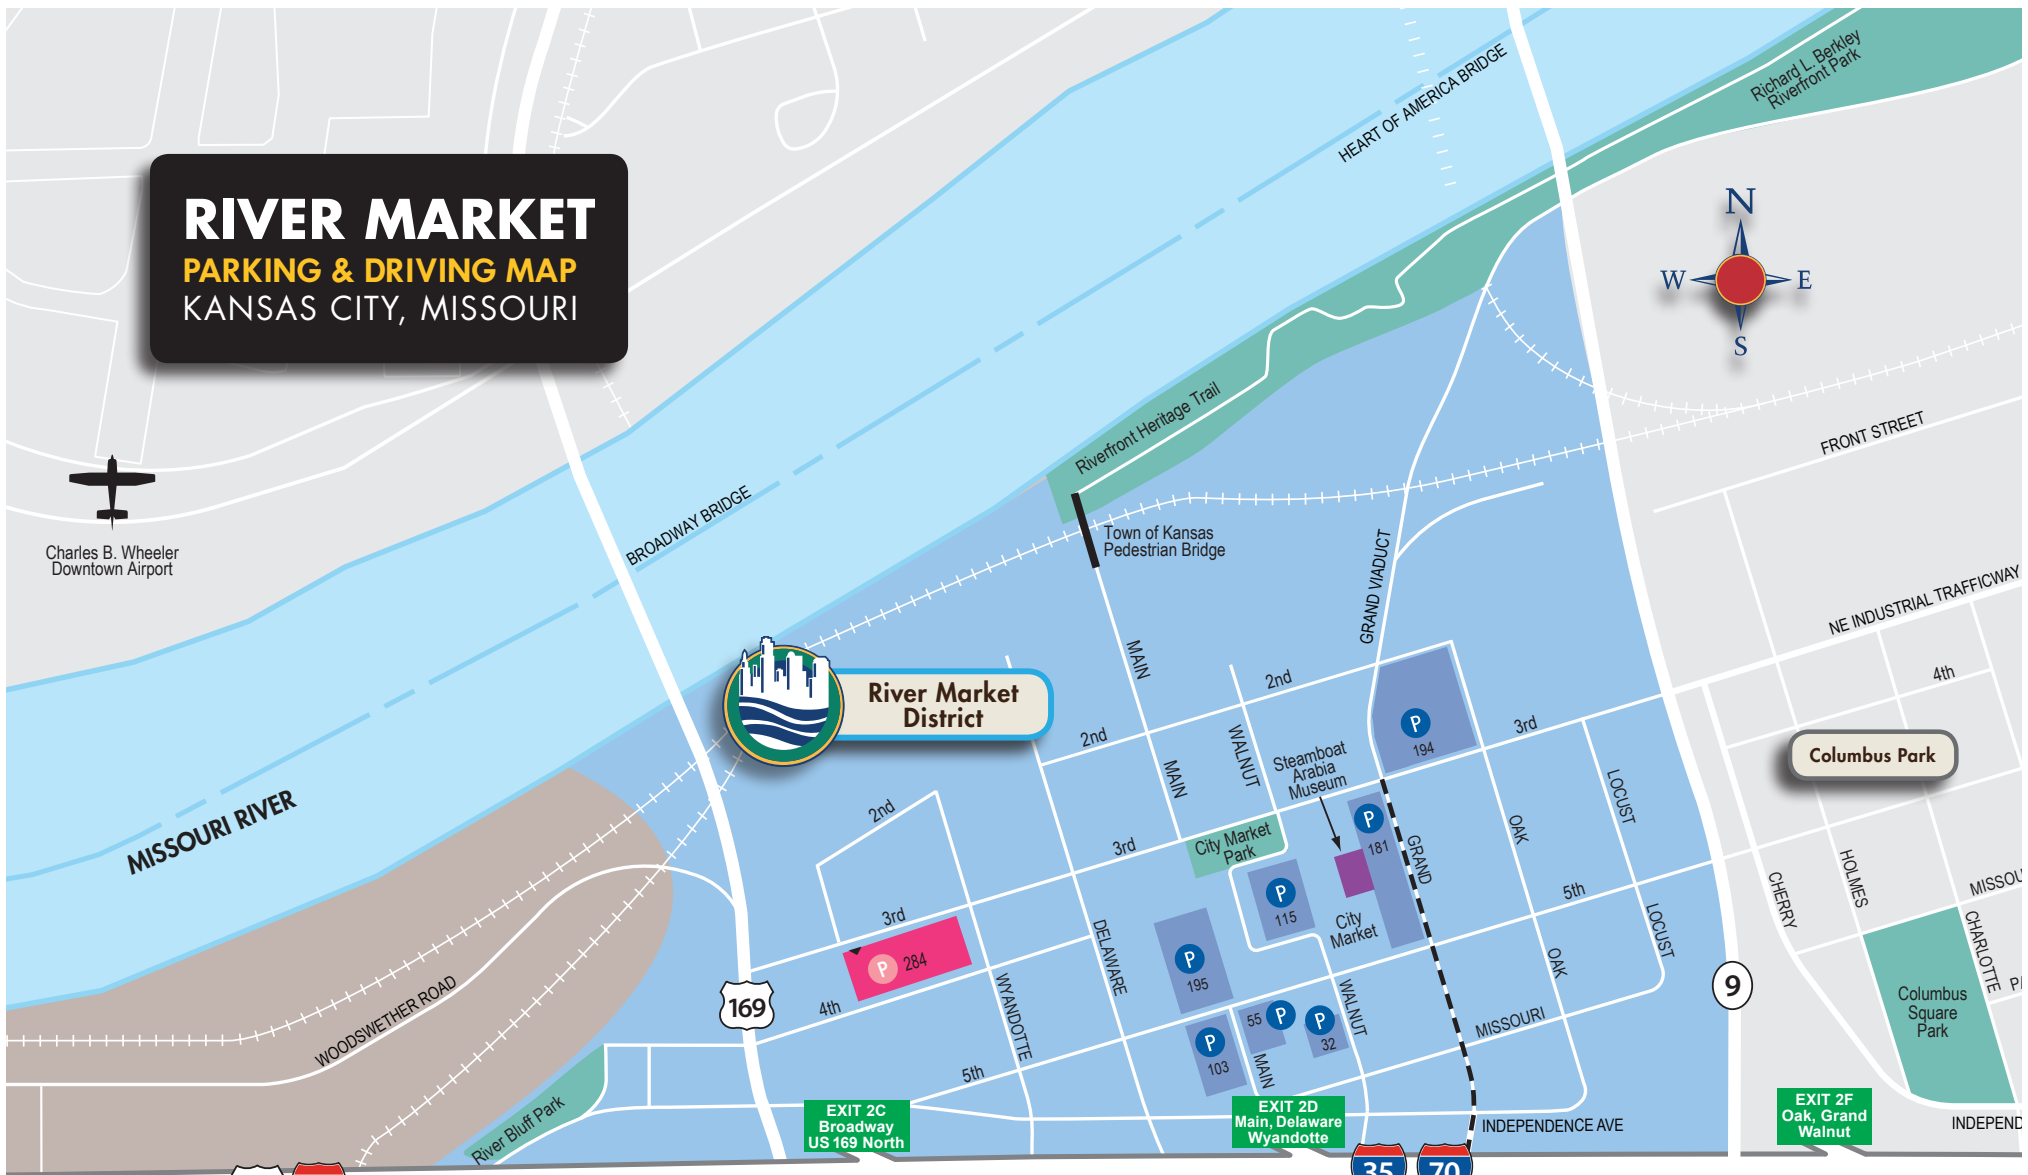 RIVER MARKET
PARKING & DRIVING MAP
KANSAS CITY, MISSOURI
HEART OF AMERICA BRIDGE
Richard L. Berkley
Riverfront Park
N
W
E
S
Riverfront Heritage Trail
FRONT STREET
BROADWAY BRIDGE
Charles B. Wheeler
Downtown Airport
Town of Kansas
Pedestrian Bridge
GRAND VIADUCT
NE INDUSTRIAL TRAFFICWAY
MAIN
2nd
4th
River Market
District
2nd
WALNUT
P
194
3rd
Steamboat
Arabia
Museum
Columbus Park
MAIN
LOCUST
MISSOURI RIVER
2nd
3rd
City Market
Park
P
181
GRAND
OAK
HOLMES
CHERRY
5th
MISSOU
3rd
P
115
City
Market
LOCUST
CHARLOTTE
P
284
DELAWARE
P
195
OAK
WOODSWETHER ROAD
4th
169
WYANDOTTE
WALNUT
9
PA
Columbus
Square
Park
55
P
P
32
MISSOURI
P
103
MAIN
5th
River Bluff Park
EXIT 2C
Broadway
US 169 North
EXIT 2D
Main, Delaware
Wyandotte
INDEPENDENCE AVE
EXIT 2F
Oak, Grand
Walnut
INDEPEND
35
70